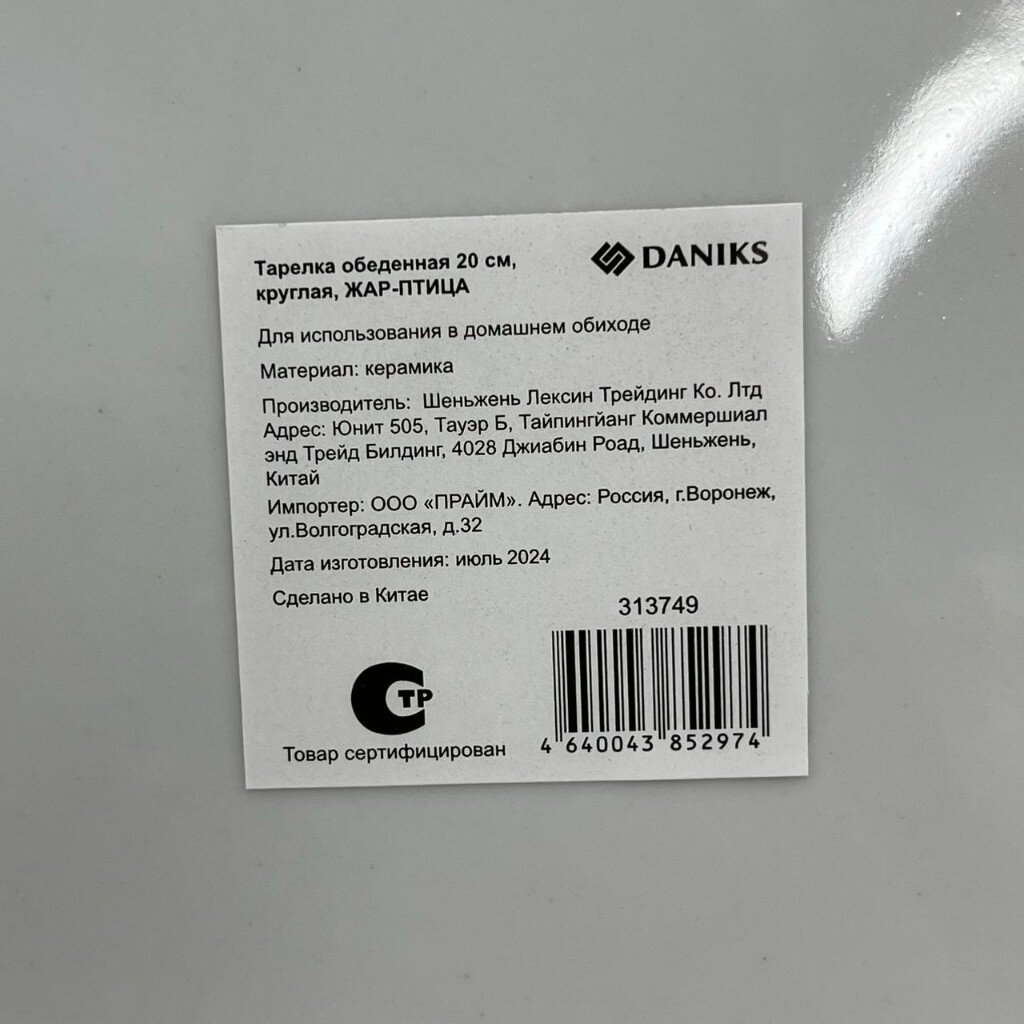 Тарелка обеденная 20 см,
круглая, ЖАР-ПТИЦА
DANIKS
Для использования в домашнем обиходе
Материал: керамика
Производитель: Шеньжень Лексин Трейдинг Ко. Лтд
Адрес: Юнит 505, Тауэр Б, Тайпингйанг Коммершиал
энд Трейд Билдинг, 4028 Джиабин Роад, Шеньжень,
Китай
Импортер: ООО «ПРАЙМ». Адрес: Россия, г.Воронеж,
ул.Волгоградская, д.32
Дата изготовления: июль 2024
Сделано в Китае
313749
СТР
Товар сертифицирован
4 640043 852974